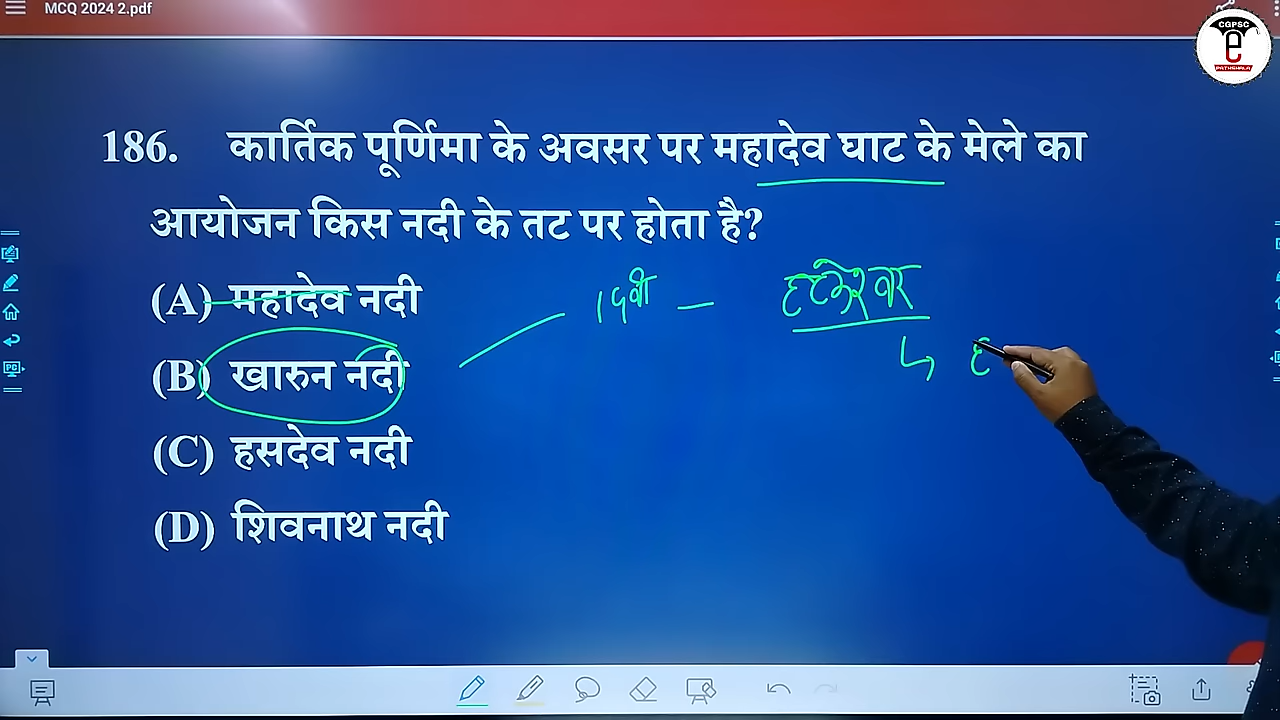 MCQ 2024 2.pdf
CGPSC
e
PATHSHALA
186. कार्तिक पूर्णिमा के अवसर पर महादेव घाट के मेले का
आयोजन किस नदी के तट पर होता है?
(A) महादेव नदी
(B) खारुन नदी
(C) हसदेव नदी
(D) शिवनाथ नदी
हटकेश्वर